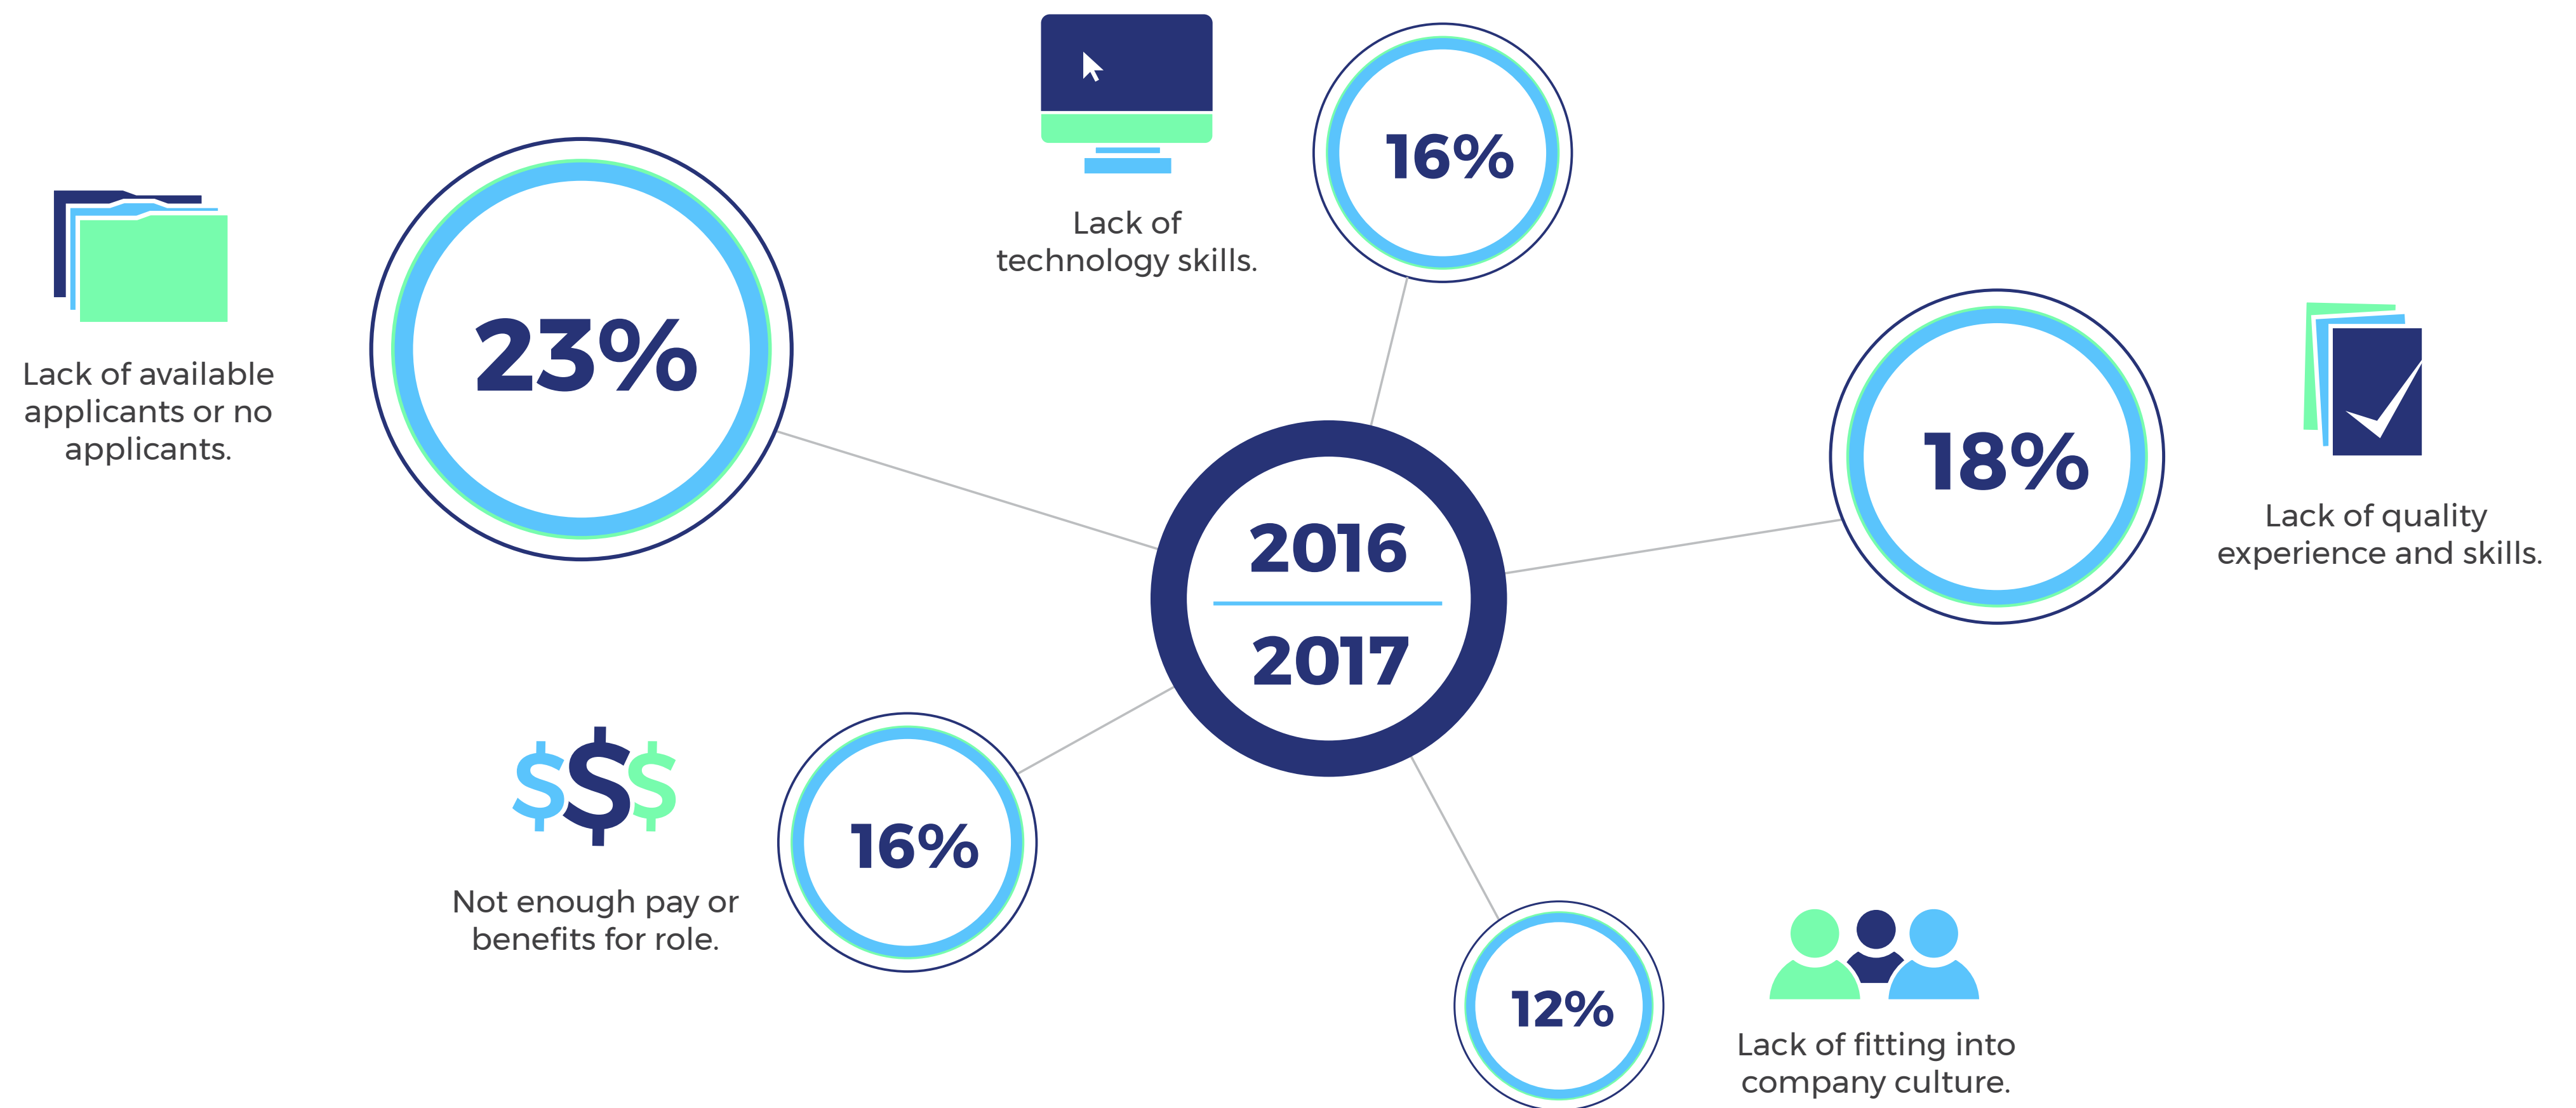 23%
Lack of available
applicants or no
applicants.
Lack of
technology skills.
16%
18%
Lack of quality
experience and skills.
2016
2017
$$$
Not enough pay or
benefits for role.
16%
12%
Lack of fitting into
company culture.